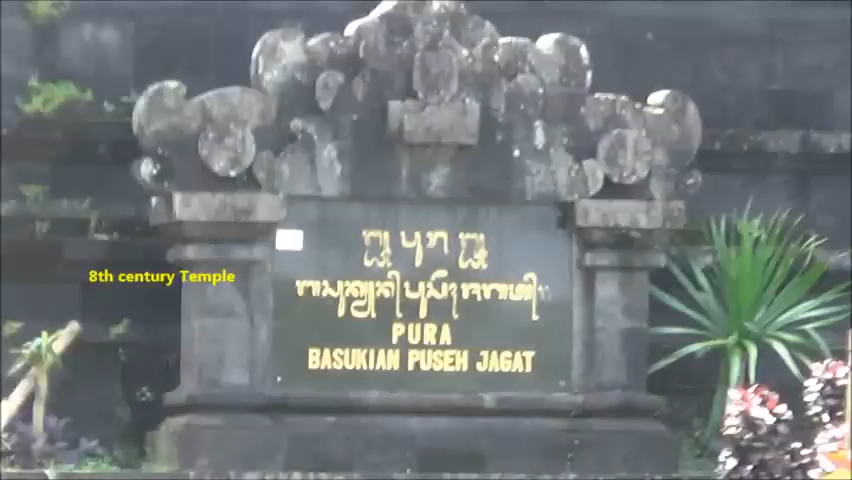 8th century Temple
ᬧᬸᬭ
PURA
BASUKIAN PUSEH JAGAT